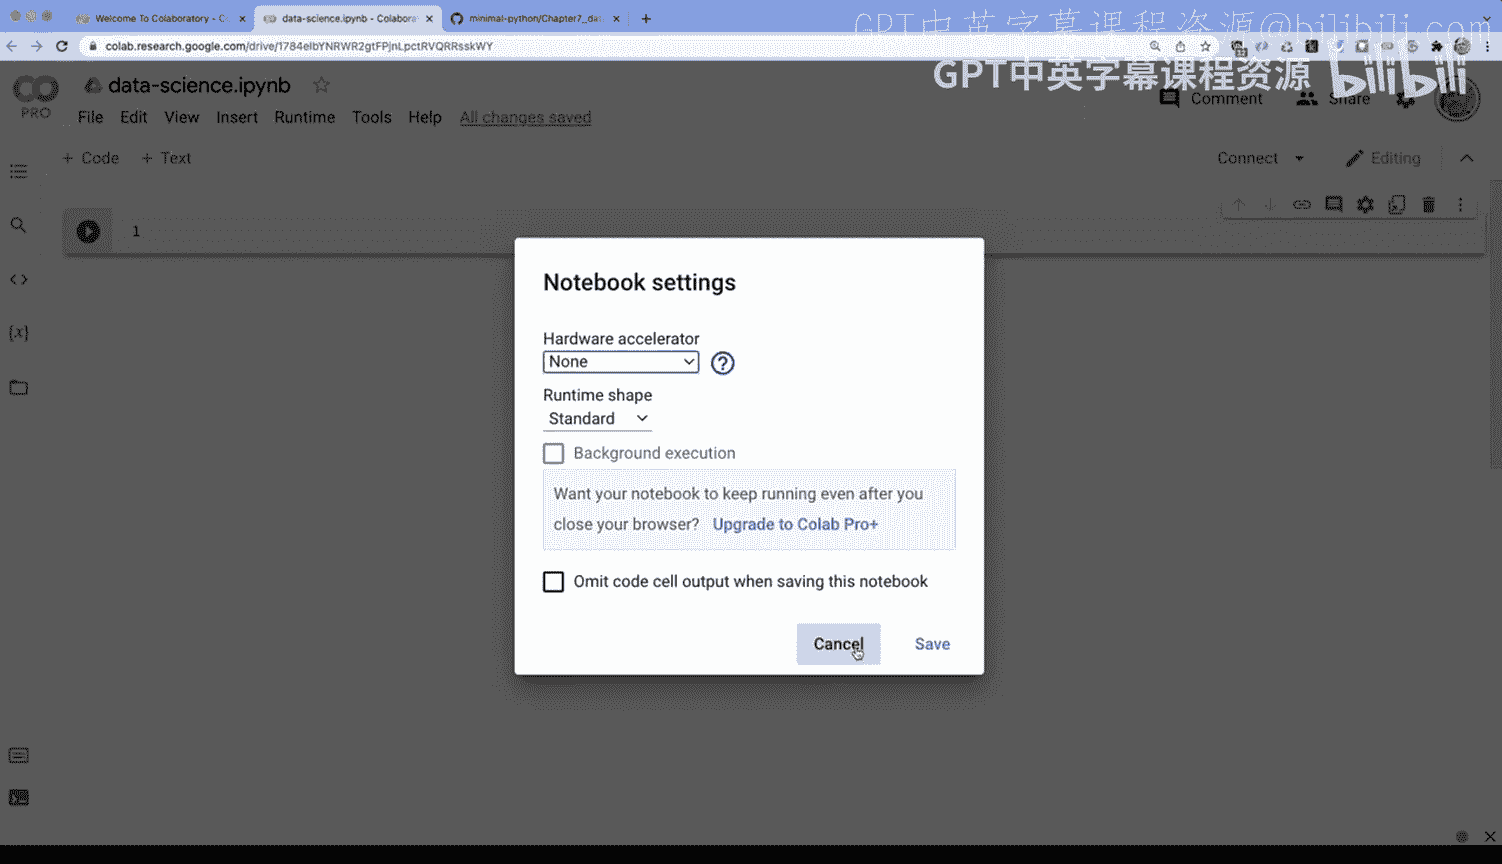 Welcome To Colaboratory - C
data-science.ipynb - Colabora
minimal-python/Chapter7_da
GPT中英字幕课程资源@bilibili.com
colab.research.google.com/drive/1784elbYNRWR2gtFPjnLpctRVQRRsskWY
GPT中英字幕课程资源 bilibili
CO
PRO
data-science.ipynb
Comment
Share
File Edit View Insert Runtime Tools Help All changes saved
+ Code + Text
Connect
Editing
1
Notebook settings
Hardware accelerator
None
?
Runtime shape
Standard
Background execution
Want your notebook to keep running even after you
close your browser? Upgrade to Colab Pro+
Omit code cell output when saving this notebook
Cancel
Save